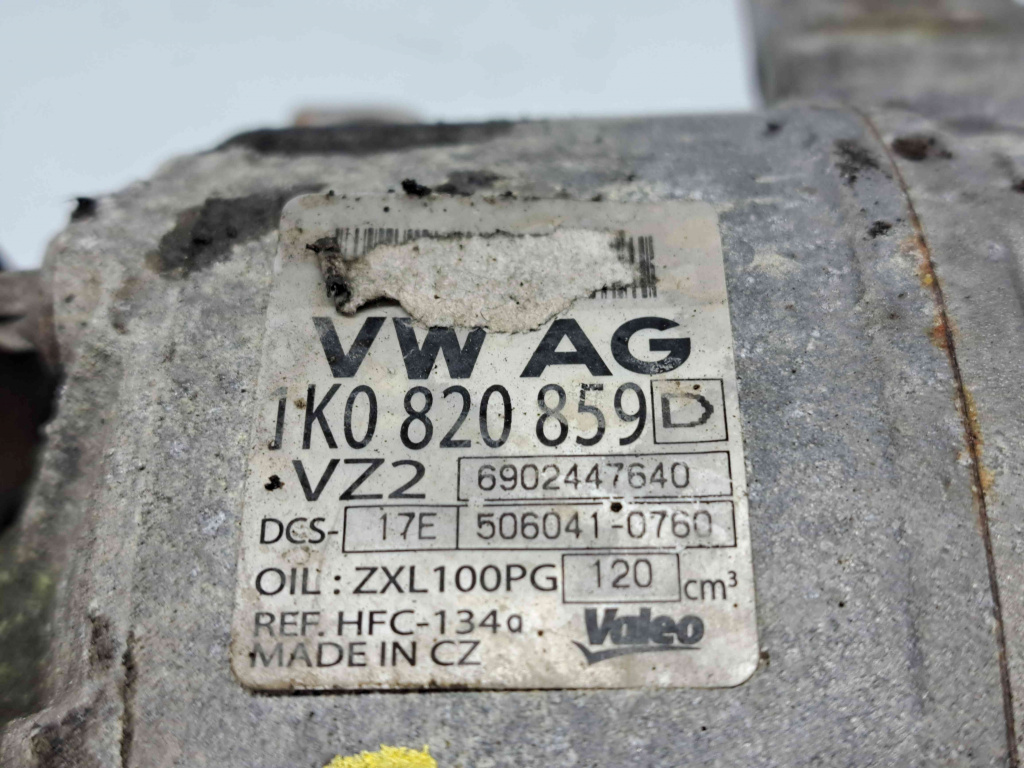 VW AG
1K0 820 859 D
VZ2 6902447640
DCS- 17E 506041-0760
OIL : ZXL100PG 120 cm³
REF. HFC-134a Valeo
MADE IN CZ